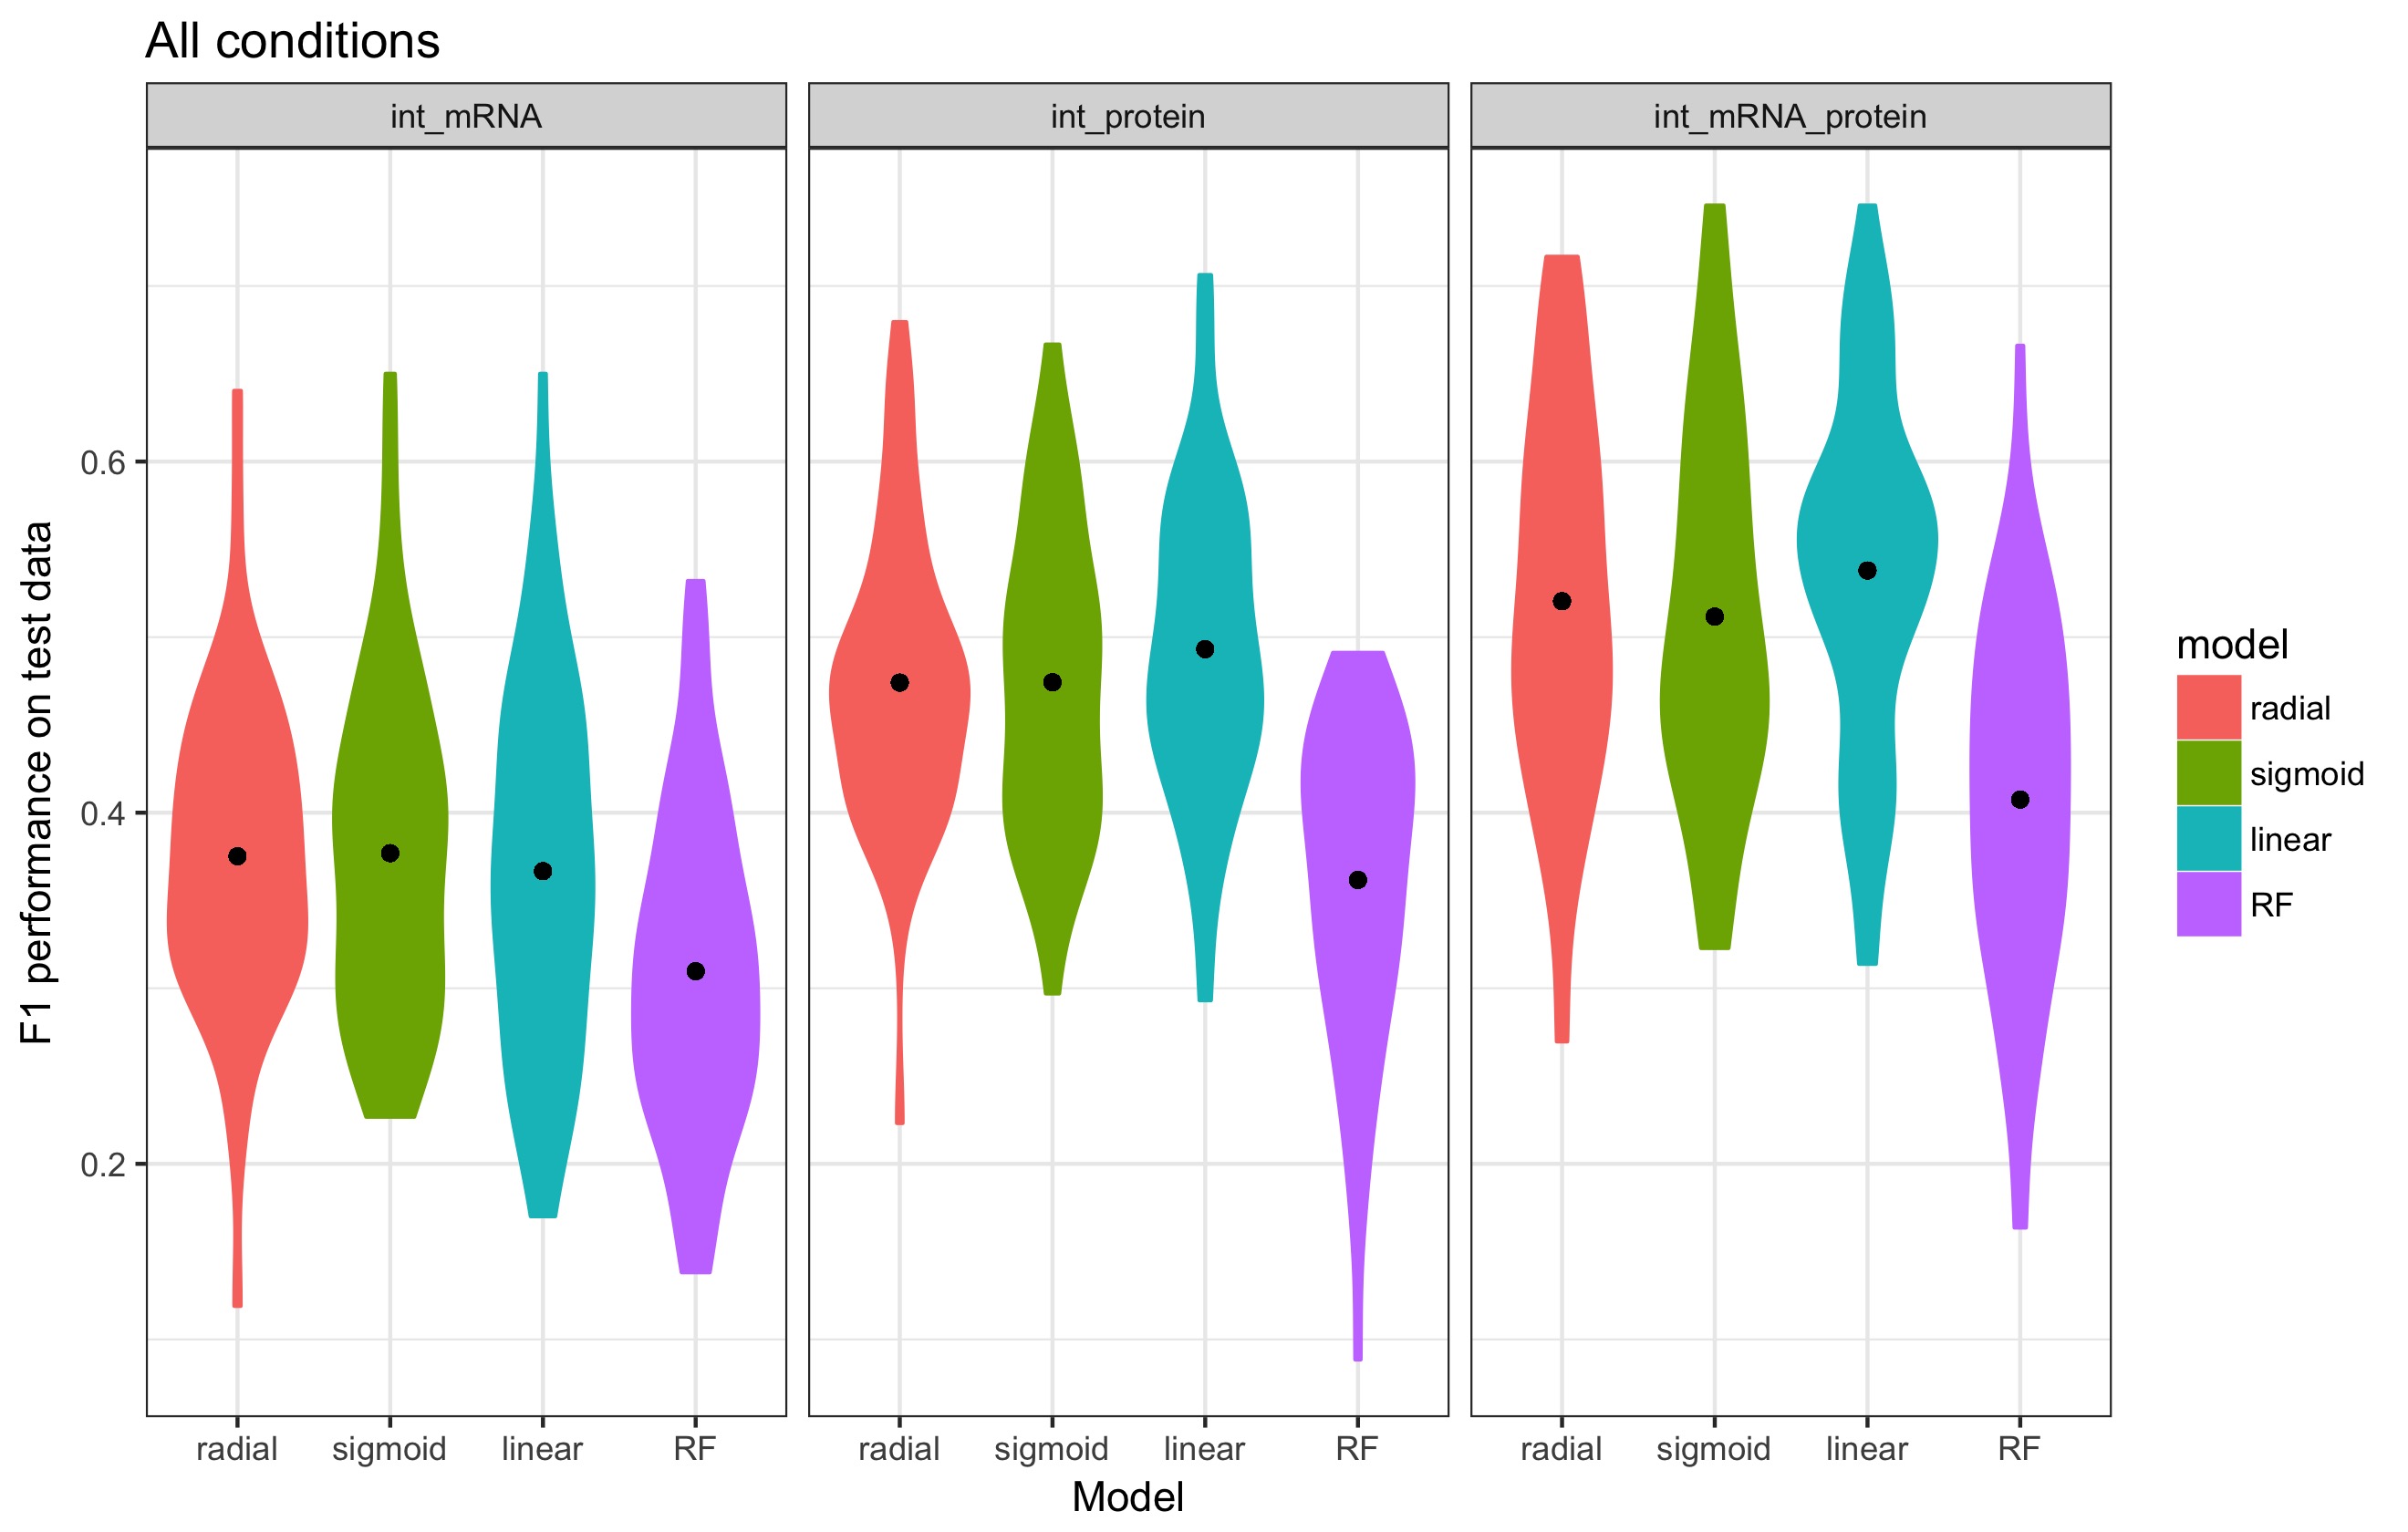 All conditions
int_mRNA
int_protein
int_mRNA_protein
F1 performance on test data
0.6
0.4
0.2
radial sigmoid linear RF
radial sigmoid linear RF
radial sigmoid linear RF
Model
model
radial
sigmoid
linear
RF